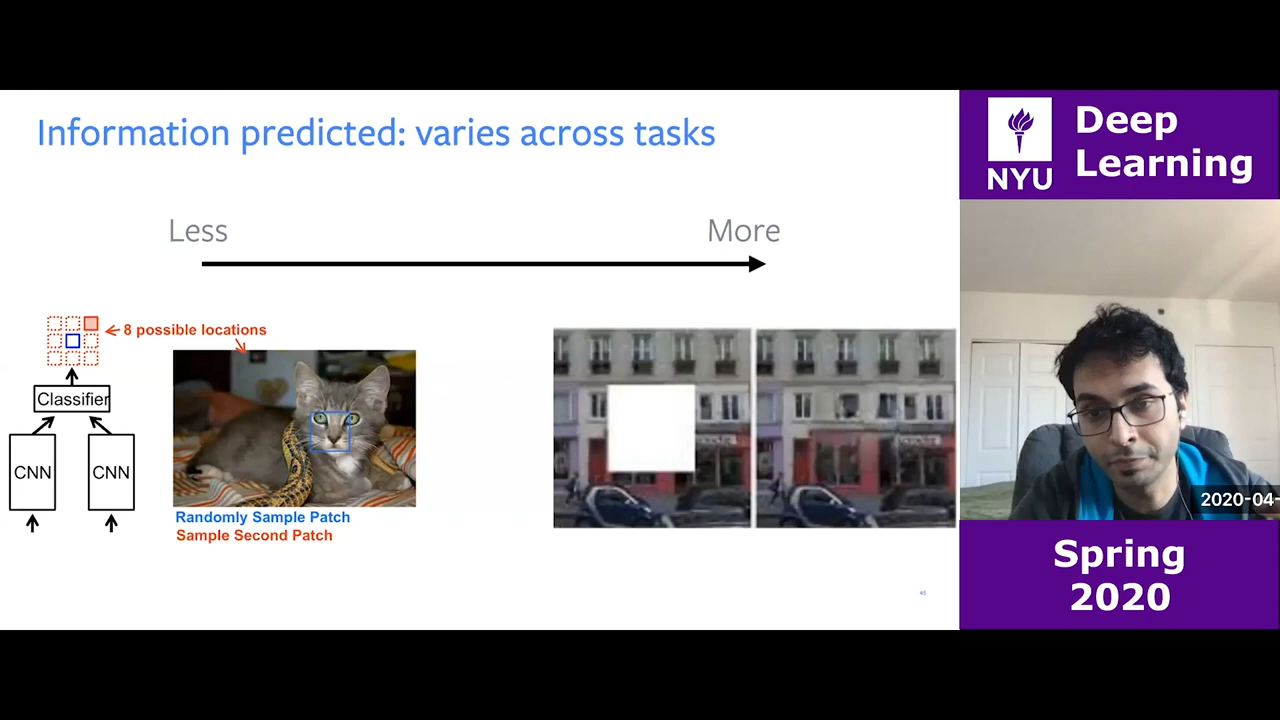 Information predicted: varies across tasks
Less
More
8 possible locations
Classifier
CNN
CNN
Randomly Sample Patch
Sample Second Patch
NYU
Deep
Learning
2020-04-
Spring
2020